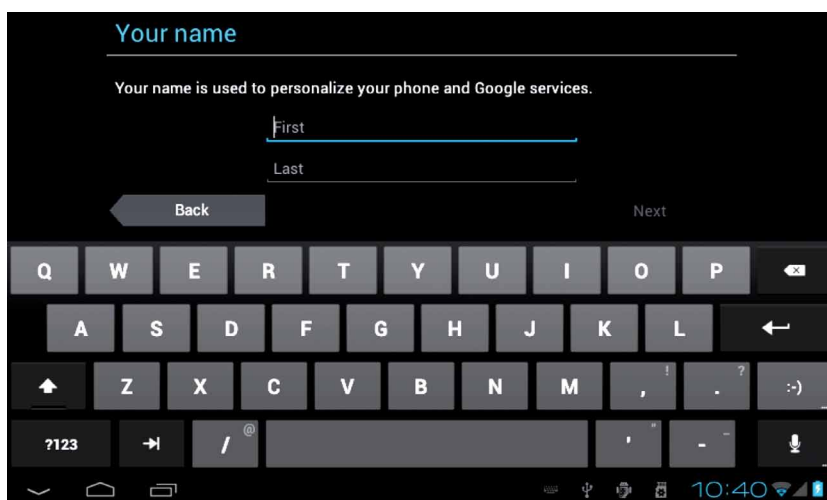 Your name
Your name is used to personalize your phone and Google services.
First
Last
Back Next
Q W E R T Y U I O P
A S D F G H J K L
Z X C V B N M , ! . ? :-)
?123 / @ ' " - _
10:40